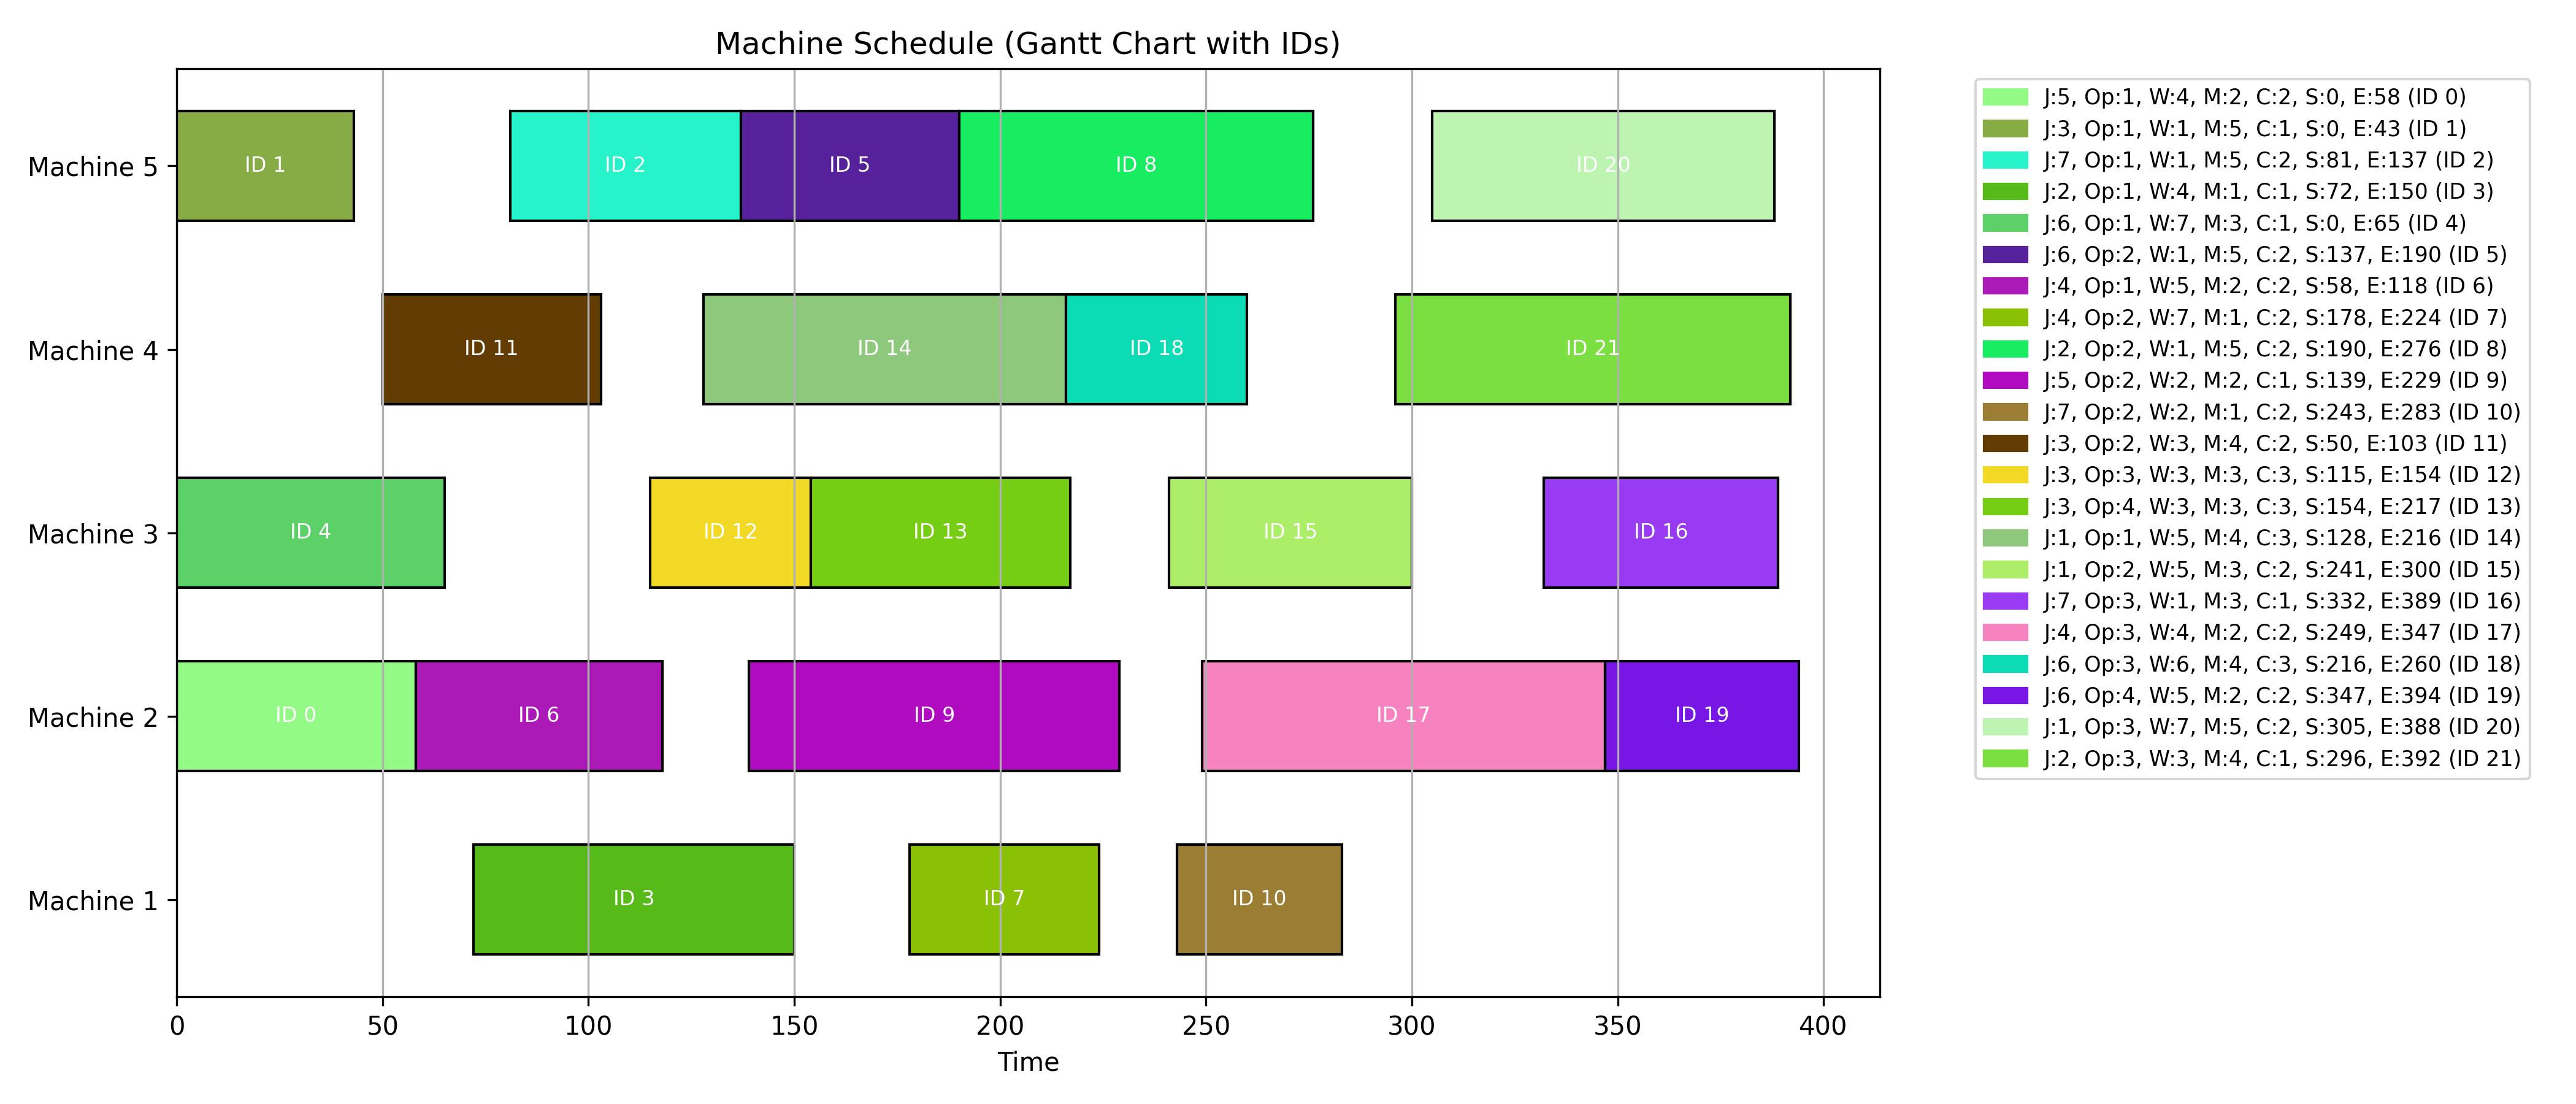 Machine Schedule (Gantt Chart with IDs)
Machine 5
ID 1
ID 2
ID 5
ID 8
ID 20
Machine 4
ID 11
ID 14
ID 18
ID 21
Machine 3
ID 4
ID 12
ID 13
ID 15
ID 16
Machine 2
ID 0
ID 6
ID 9
ID 17
ID 19
Machine 1
ID 3
ID 7
ID 10
0 50 100 150 200 250 300 350 400
Time
J:5, Op:1, W:4, M:2, C:2, S:0, E:58 (ID 0)
J:3, Op:1, W:1, M:5, C:1, S:0, E:43 (ID 1)
J:7, Op:1, W:1, M:5, C:2, S:81, E:137 (ID 2)
J:2, Op:1, W:4, M:1, C:1, S:72, E:150 (ID 3)
J:6, Op:1, W:7, M:3, C:1, S:0, E:65 (ID 4)
J:6, Op:2, W:1, M:5, C:2, S:137, E:190 (ID 5)
J:4, Op:1, W:5, M:2, C:2, S:58, E:118 (ID 6)
J:4, Op:2, W:7, M:1, C:2, S:178, E:224 (ID 7)
J:2, Op:2, W:1, M:5, C:2, S:190, E:276 (ID 8)
J:5, Op:2, W:2, M:2, C:1, S:139, E:229 (ID 9)
J:7, Op:2, W:2, M:1, C:2, S:243, E:283 (ID 10)
J:3, Op:2, W:3, M:4, C:2, S:50, E:103 (ID 11)
J:3, Op:3, W:3, M:3, C:3, S:115, E:154 (ID 12)
J:3, Op:4, W:3, M:3, C:3, S:154, E:217 (ID 13)
J:1, Op:1, W:5, M:4, C:3, S:128, E:216 (ID 14)
J:1, Op:2, W:5, M:3, C:2, S:241, E:300 (ID 15)
J:7, Op:3, W:1, M:3, C:1, S:332, E:389 (ID 16)
J:4, Op:3, W:4, M:2, C:2, S:249, E:347 (ID 17)
J:6, Op:3, W:6, M:4, C:3, S:216, E:260 (ID 18)
J:6, Op:4, W:5, M:2, C:2, S:347, E:394 (ID 19)
J:1, Op:3, W:7, M:5, C:2, S:305, E:388 (ID 20)
J:2, Op:3, W:3, M:4, C:1, S:296, E:392 (ID 21)